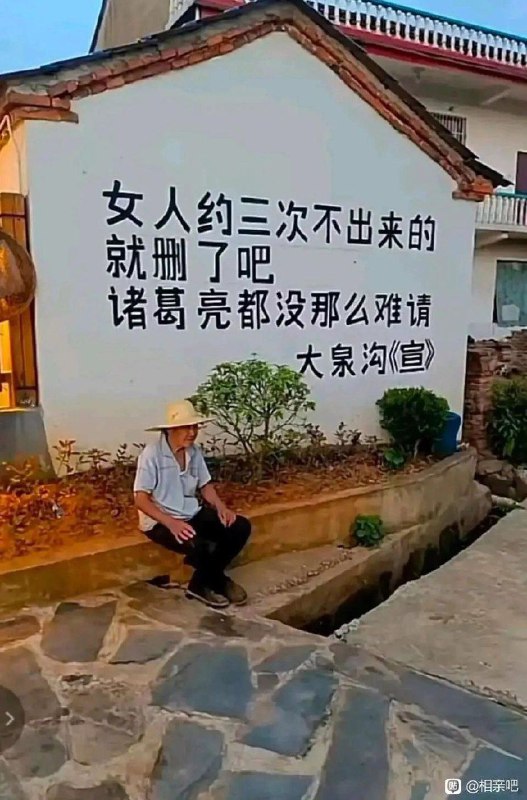 女人约三次不出来的
就删了吧
诸葛亮都没那么难请
大泉沟《宣》
贴 @相亲吧